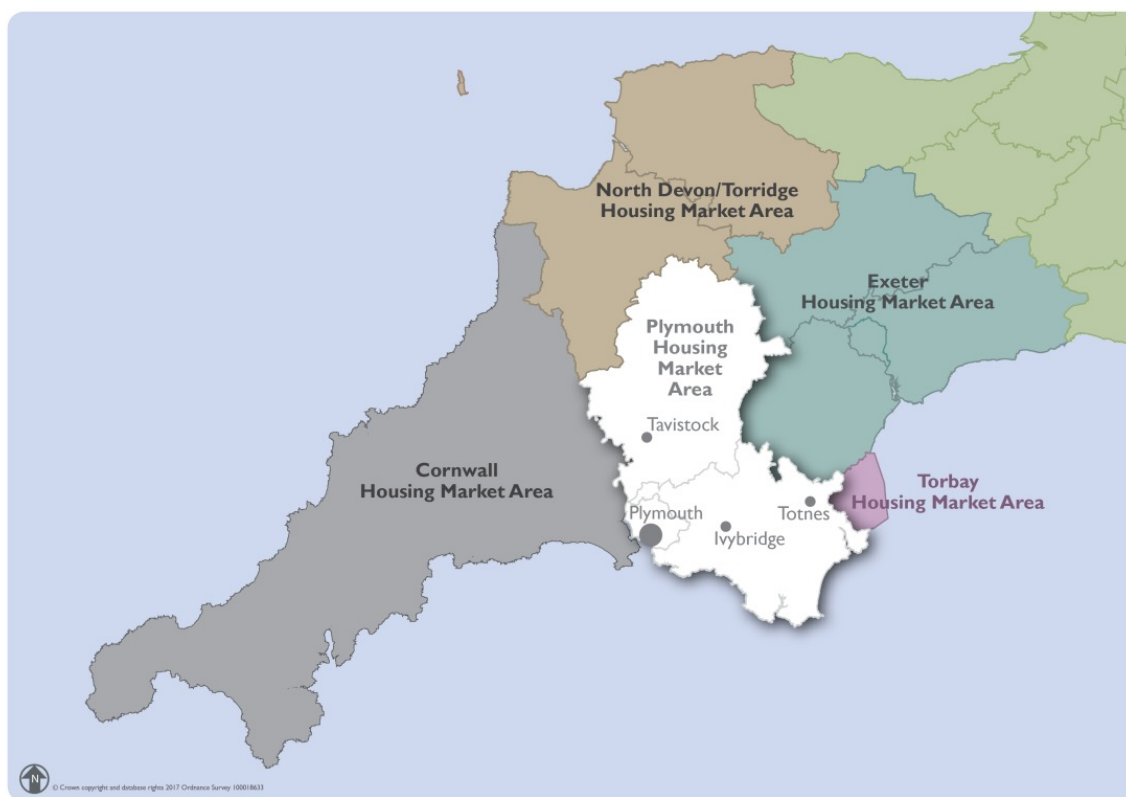 North Devon/Torridge
Housing Market Area
Exeter
Housing Market Area
Plymouth
Housing
Market
Area
Tavistock
Cornwall
Housing Market Area
Torbay
Housing Market Area
Plymouth
Totnes
Ivybridge
N
© Crown copyright and database rights 2017 Ordnance Survey 100018633